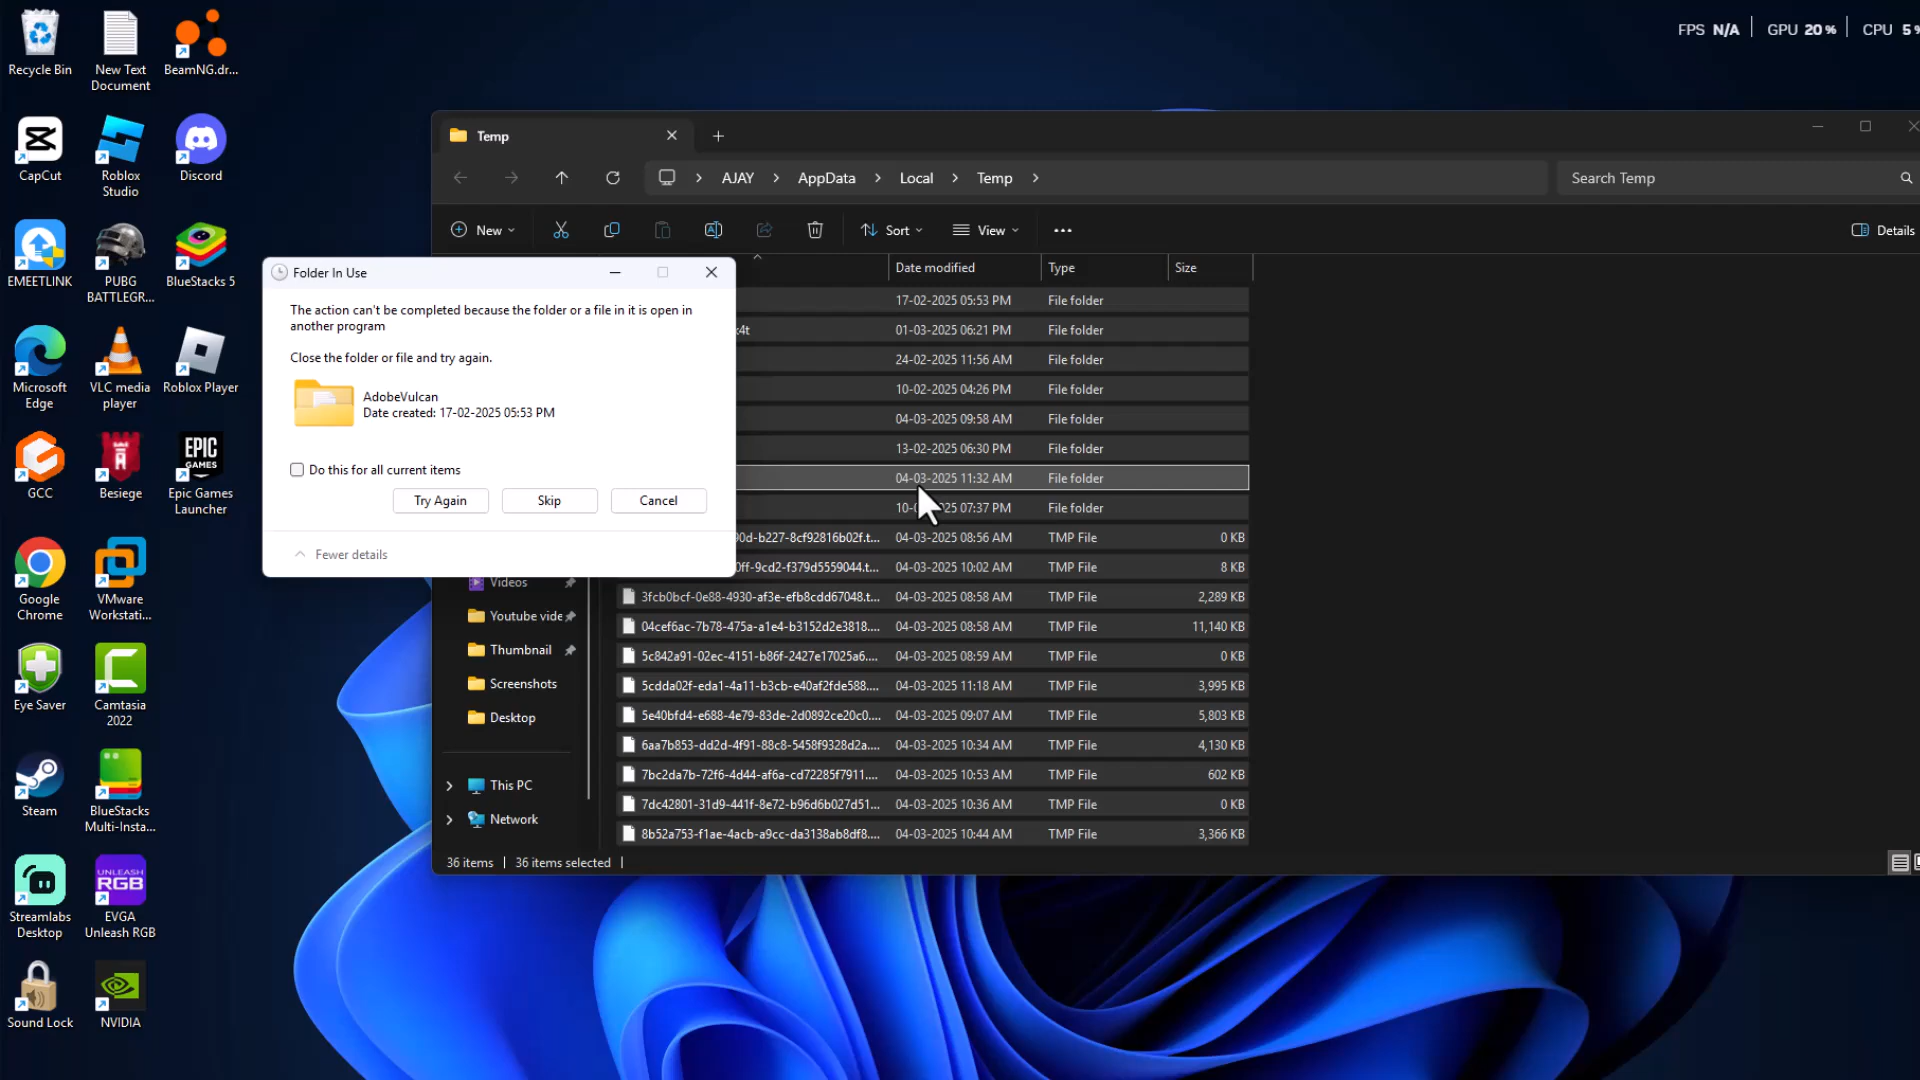 Recycle Bin
New Text
Document
BeamNG.dr...
CapCut
Roblox
Studio
Discord
EMEETLINK
PUBG
BATTLEGR...
BlueStacks 5
Microsoft
Edge
VLC media
player
Roblox Player
GCC
Besiege
EPIC
GAMES
Epic Games
Launcher
Google
Chrome
VMware
Workstati...
Eye Saver
Camtasia
2022
Steam
BlueStacks
Multi-Insta...
Streamlabs
Desktop
UNLEASH
RGB
EVGA
Unleash RGB
Sound Lock
NVIDIA
FPS N/A GPU 20 % CPU 5 %
Temp
AJAY AppData Local Temp
Search Temp
New Sort View ... Details
Date modified Type Size
17-02-2025 05:53 PM File folder
k4t 01-03-2025 06:21 PM File folder
24-02-2025 11:56 AM File folder
10-02-2025 04:26 PM File folder
04-03-2025 09:58 AM File folder
13-02-2025 06:30 PM File folder
04-03-2025 11:32 AM File folder
10-0 25 07:37 PM File folder
90d-b227-8cf92816b02f.t... 04-03-2025 08:56 AM TMP File 0 KB
0ff-9cd2-f379d5559044.t... 04-03-2025 10:02 AM TMP File 8 KB
3fcb0bcf-0e88-4930-af3e-efb8cdd67048.t... 04-03-2025 08:58 AM TMP File 2,289 KB
04cef6ac-7b78-475a-a1e4-b3152d2e3818.... 04-03-2025 08:58 AM TMP File 11,140 KB
5c842a91-02ec-4151-b86f-2427e17025a6.... 04-03-2025 08:59 AM TMP File 0 KB
5cdda02f-eda1-4a11-b3cb-e40af2fde588.... 04-03-2025 11:18 AM TMP File 3,995 KB
5e40bfd4-e688-4e79-83de-2d0892ce20c0.... 04-03-2025 09:07 AM TMP File 5,803 KB
6aa7b853-dd2d-4f91-88c8-5458f9328d2a.... 04-03-2025 10:34 AM TMP File 4,130 KB
7bc2da7b-72f6-4d44-af6a-cd72285f7911.... 04-03-2025 10:53 AM TMP File 602 KB
7dc42801-31d9-441f-8e72-b96d6b027d51... 04-03-2025 10:36 AM TMP File 0 KB
8b52a753-f1ae-4acb-a9cc-da3138ab8df8.... 04-03-2025 10:44 AM TMP File 3,366 KB
Videos
Youtube vide
Thumbnail
Screenshots
Desktop
This PC
Network
36 items 36 items selected
Folder In Use
The action can't be completed because the folder or a file in it is open in
another program
Close the folder or file and try again.
AdobeVulcan
Date created: 17-02-2025 05:53 PM
Do this for all current items
Try Again Skip Cancel
Fewer details